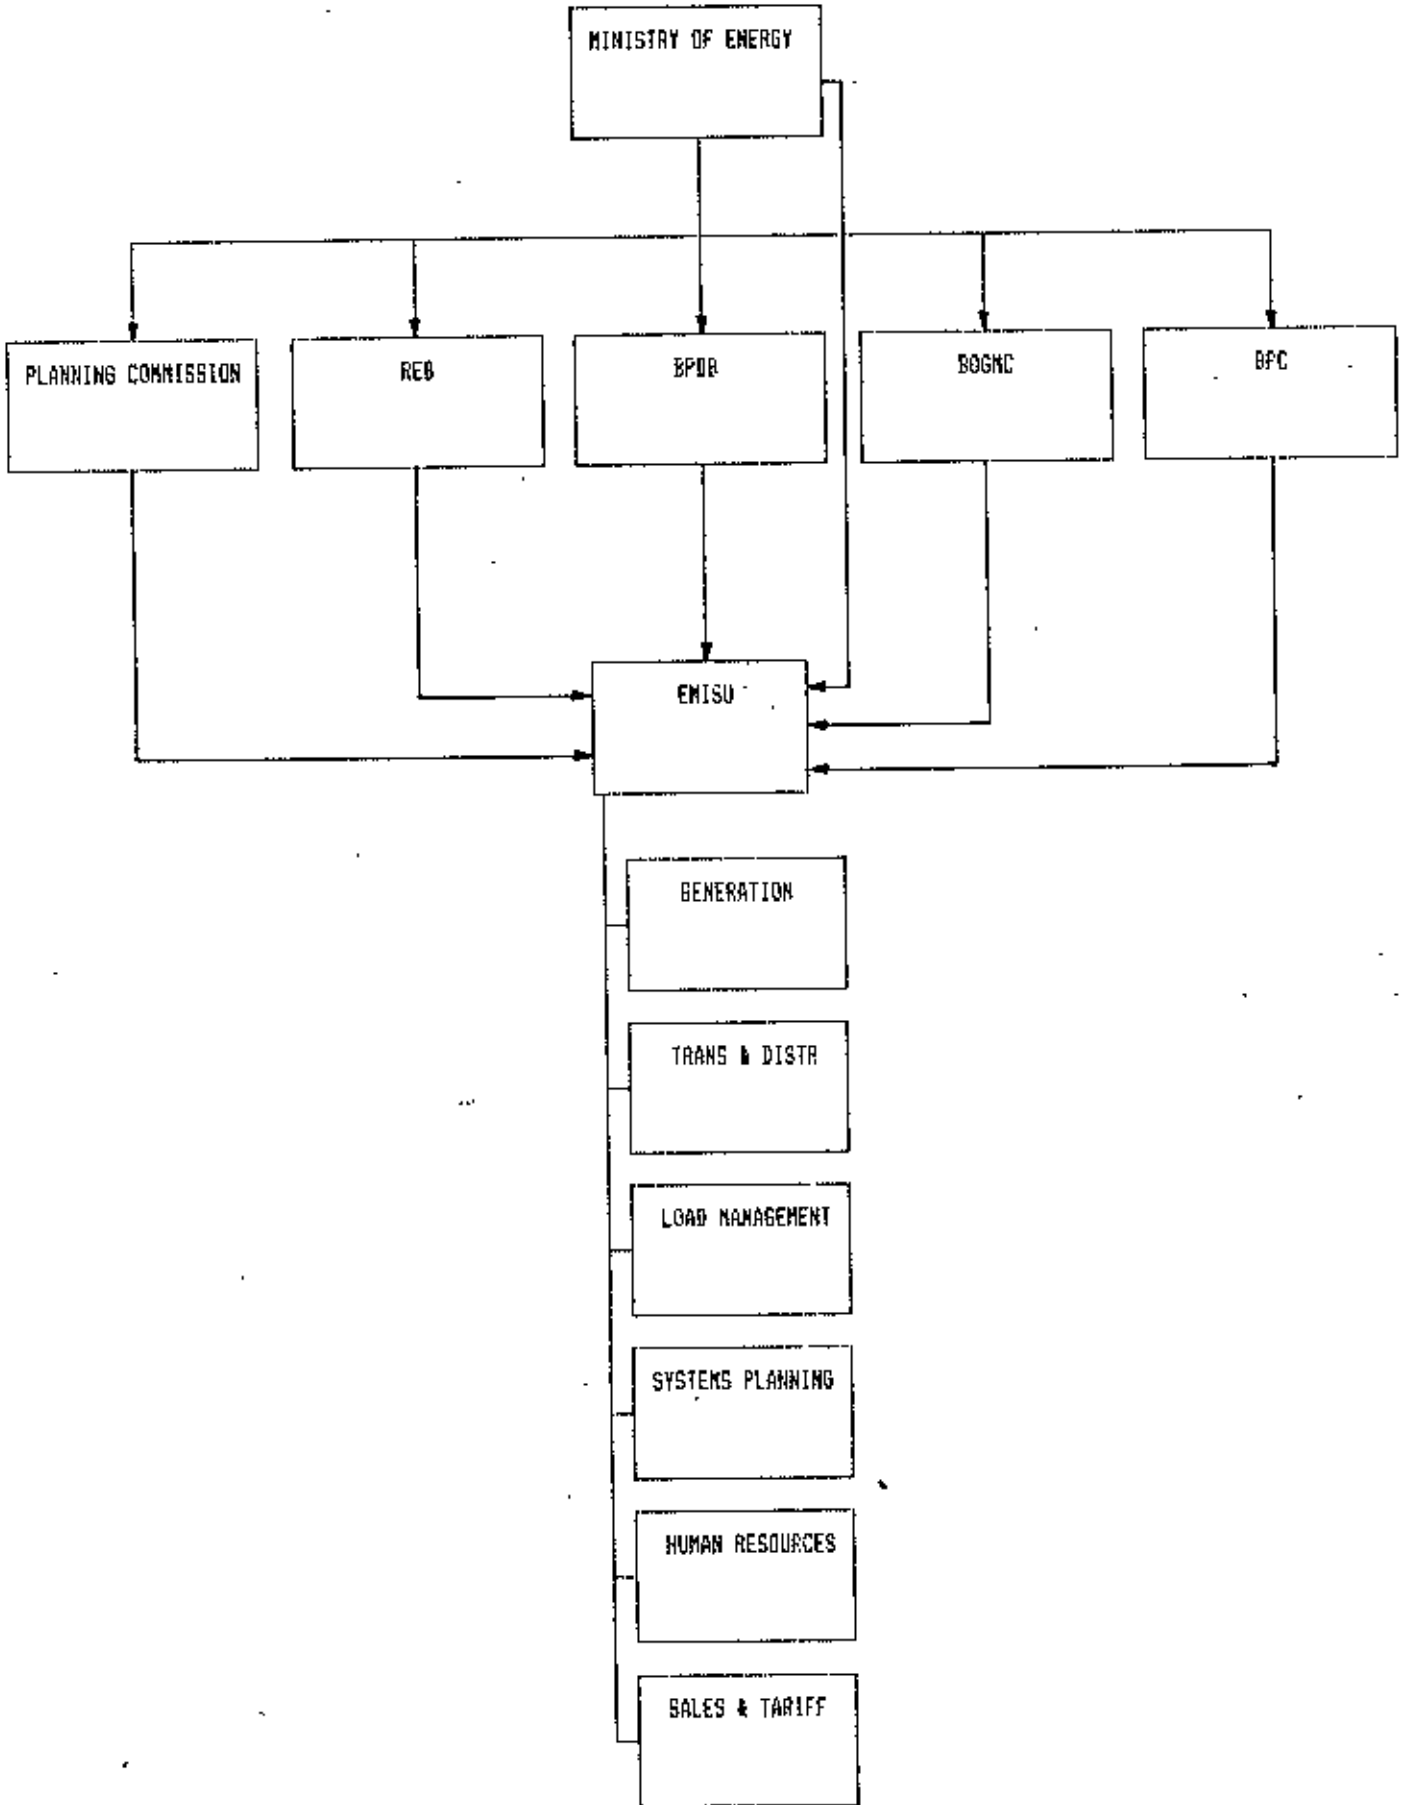 MINISTRY OF ENERGY
PLANNING COMMISSION
REB
BPDB
BOGMC
BPC
EMISU
GENERATION
TRANS & DISTR
LOAD MANAGEMENT
SYSTEMS PLANNING
HUMAN RESOURCES
SALES & TARIFF